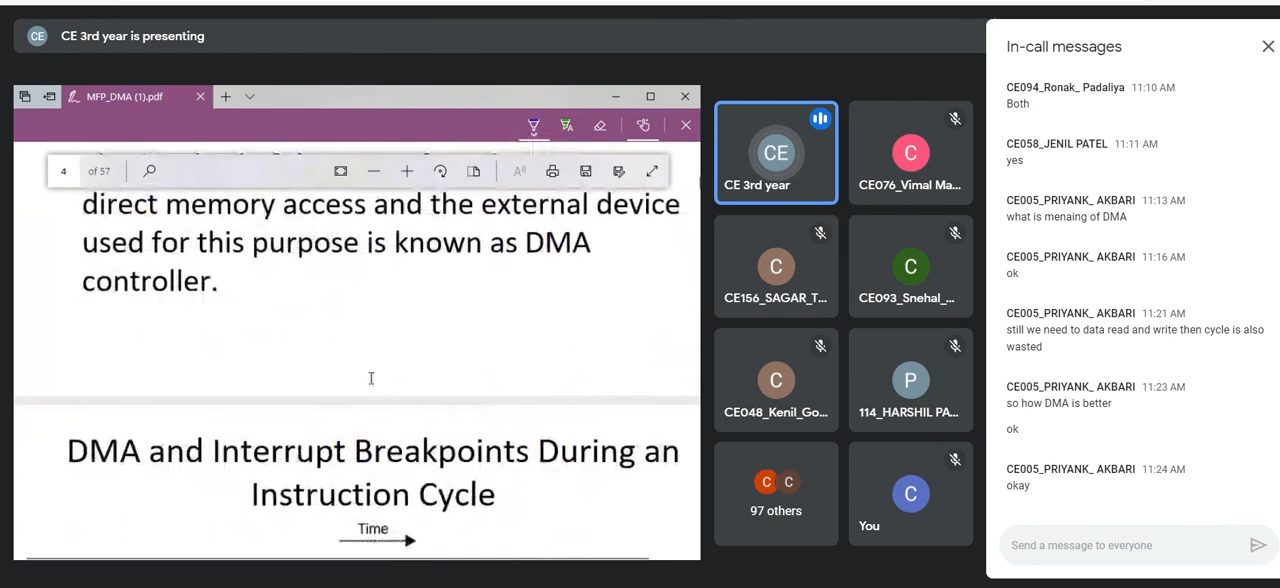 CE CE 3rd year is presenting
MFP_DMA (1).pdf
4 of 57
direct memory access and the external device
used for this purpose is known as DMA
controller.
DMA and Interrupt Breakpoints During an
Instruction Cycle
Time
CE
CE 3rd year
C
CE076_Vimal Ma...
C
CE156_SAGAR_T...
C
CE093_Snehal_...
C
CE048_Kenil_Go...
P
114_HARSHIL PA...
C C
97 others
C
You
In-call messages
CE094_Ronak_ Padaliya 11:10 AM
Both
CE058_JENIL PATEL 11:11 AM
yes
CE005_PRIYANK_ AKBARI 11:13 AM
what is menaing of DMA
CE005_PRIYANK_ AKBARI 11:16 AM
ok
CE005_PRIYANK_ AKBARI 11:21 AM
still we need to data read and write then cycle is also
wasted
CE005_PRIYANK_ AKBARI 11:23 AM
so how DMA is better
ok
CE005_PRIYANK_ AKBARI 11:24 AM
okay
Send a message to everyone